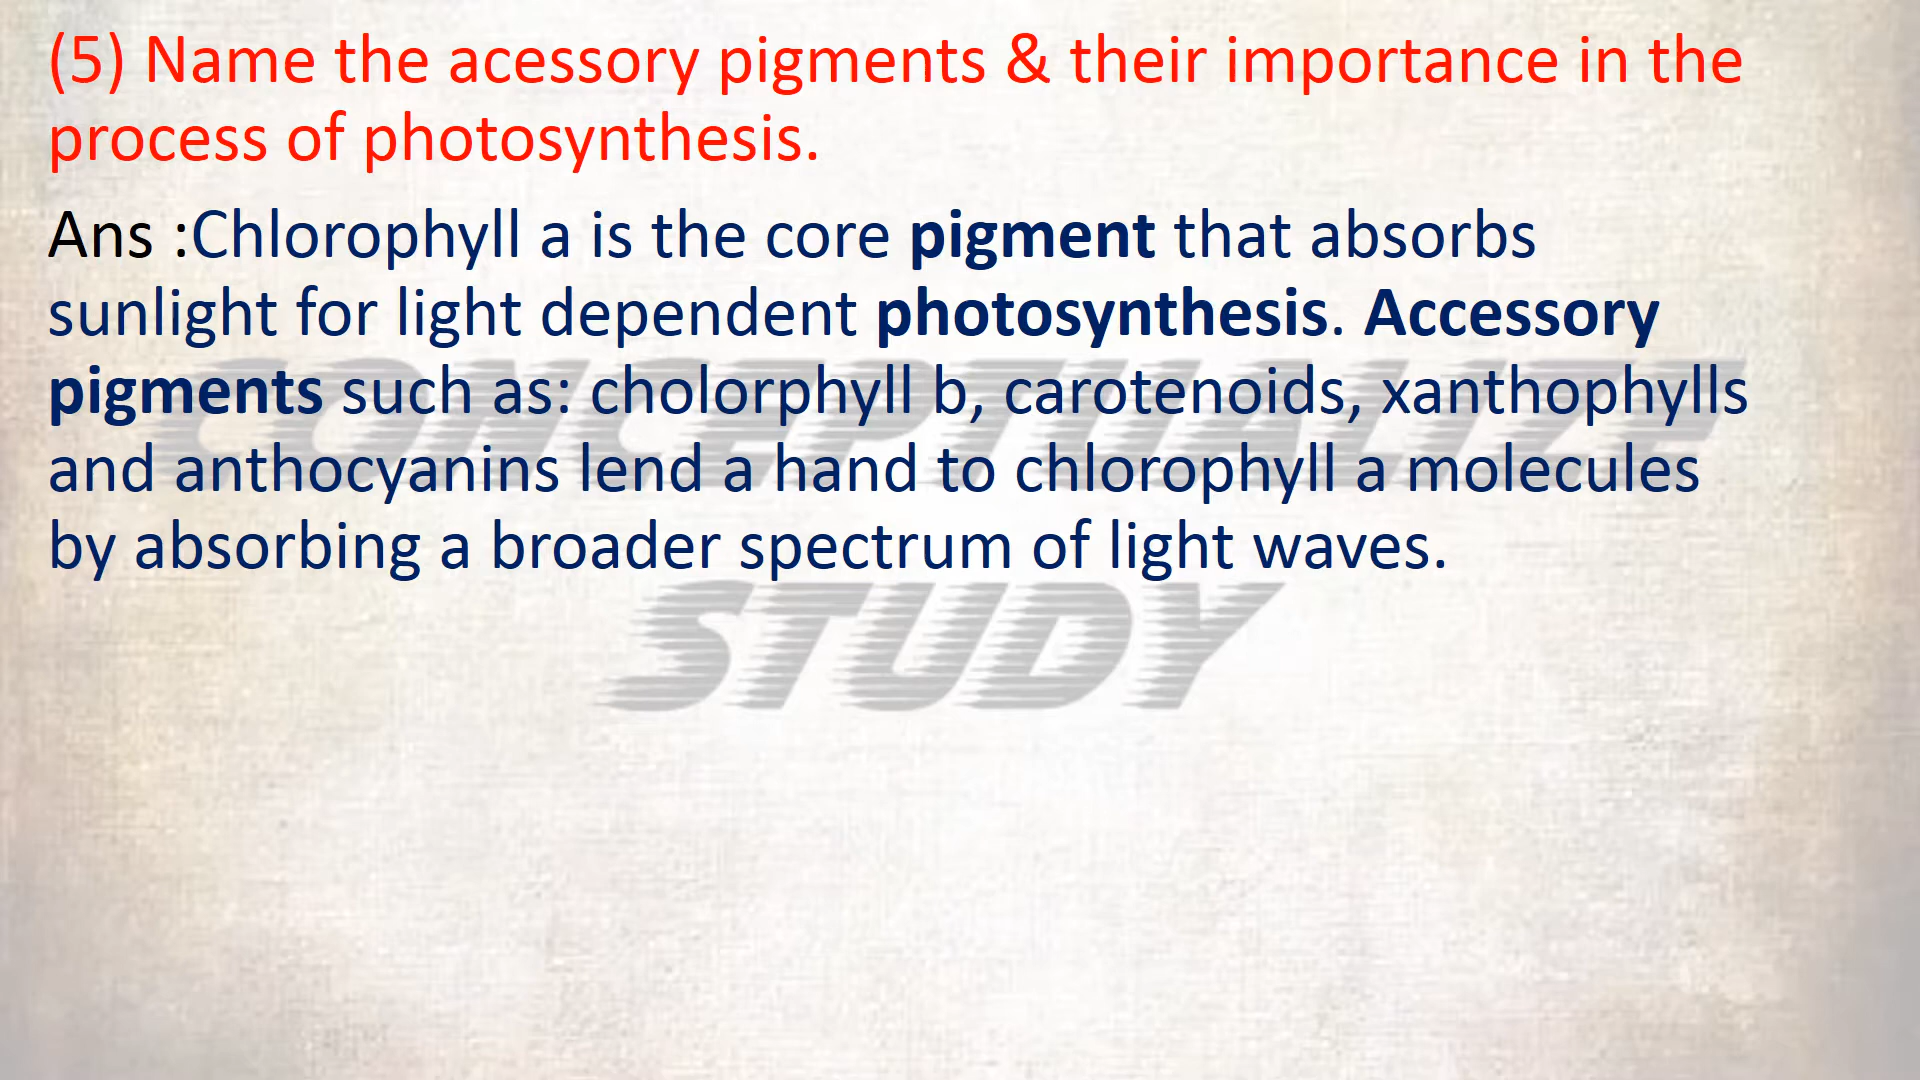 (5) Name the acessory pigments & their importance in the
process of photosynthesis.
Ans :Chlorophyll a is the core pigment that absorbs
sunlight for light dependent photosynthesis. Accessory
pigments such as: cholorphyll b, carotenoids, xanthophylls
and anthocyanins lend a hand to chlorophyll a molecules
by absorbing a broader spectrum of light waves.
CONCEPTUALIZE
STUDY